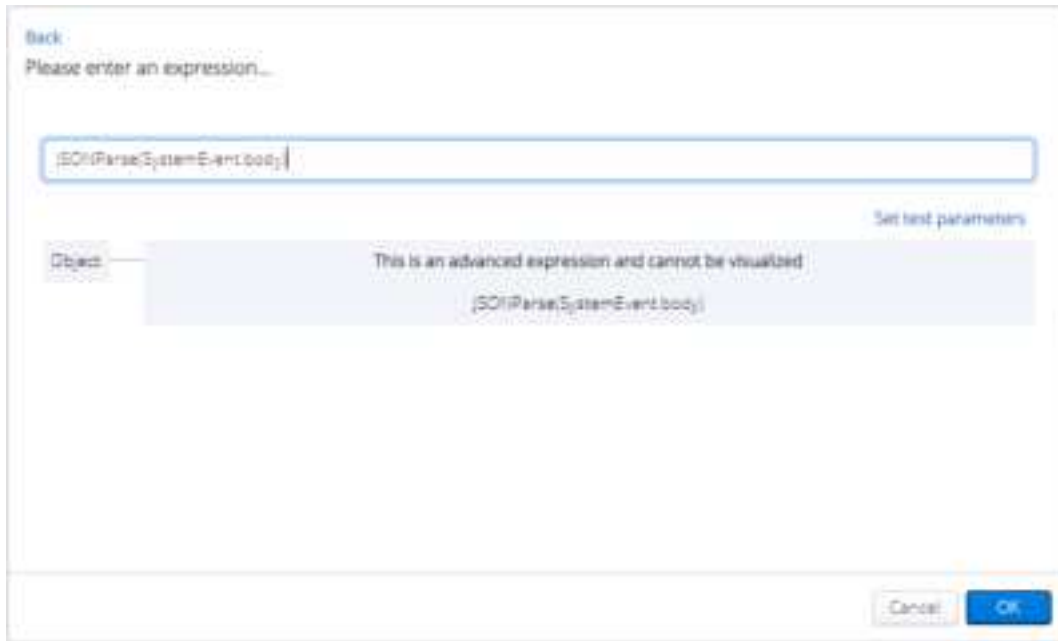 Back
Please enter an expression...
JSONParse(SystemEvent.body)
Set test parameters
Object
This is an advanced expression and cannot be visualized
JSONParse(SystemEvent.body)
Cancel
OK